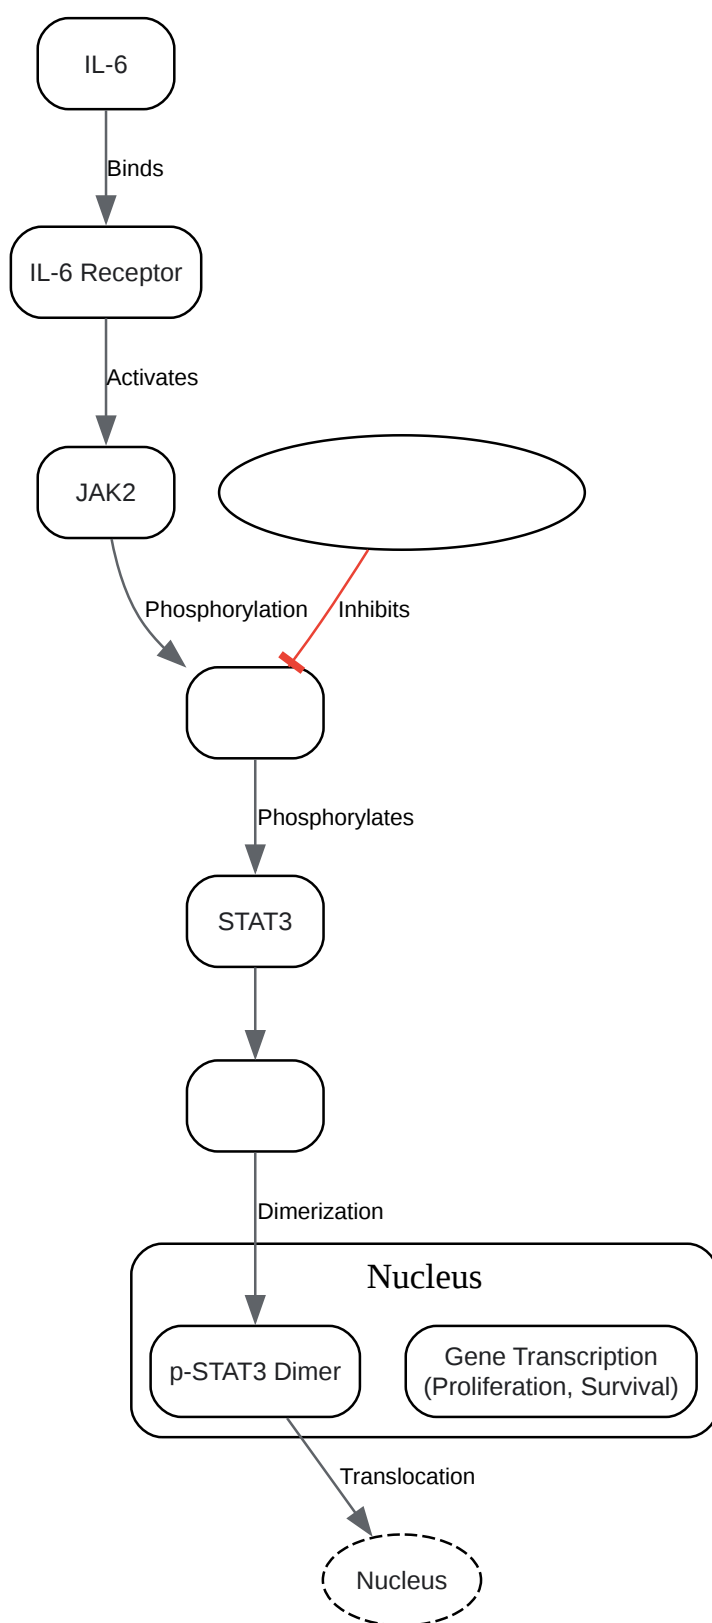 IL-6
Binds
IL-6 Receptor
Activates
JAK2
Phosphorylation
Inhibits
Phosphorylates
STAT3
Dimerization
Nucleus
p-STAT3 Dimer
Gene Transcription
(Proliferation, Survival)
Translocation
Nucleus